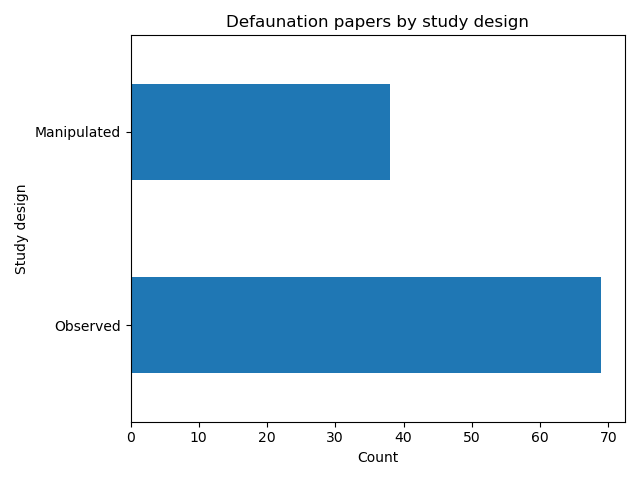 Defaunation papers by study design
Manipulated
Observed
Study design
0 10 20 30 40 50 60 70
Count